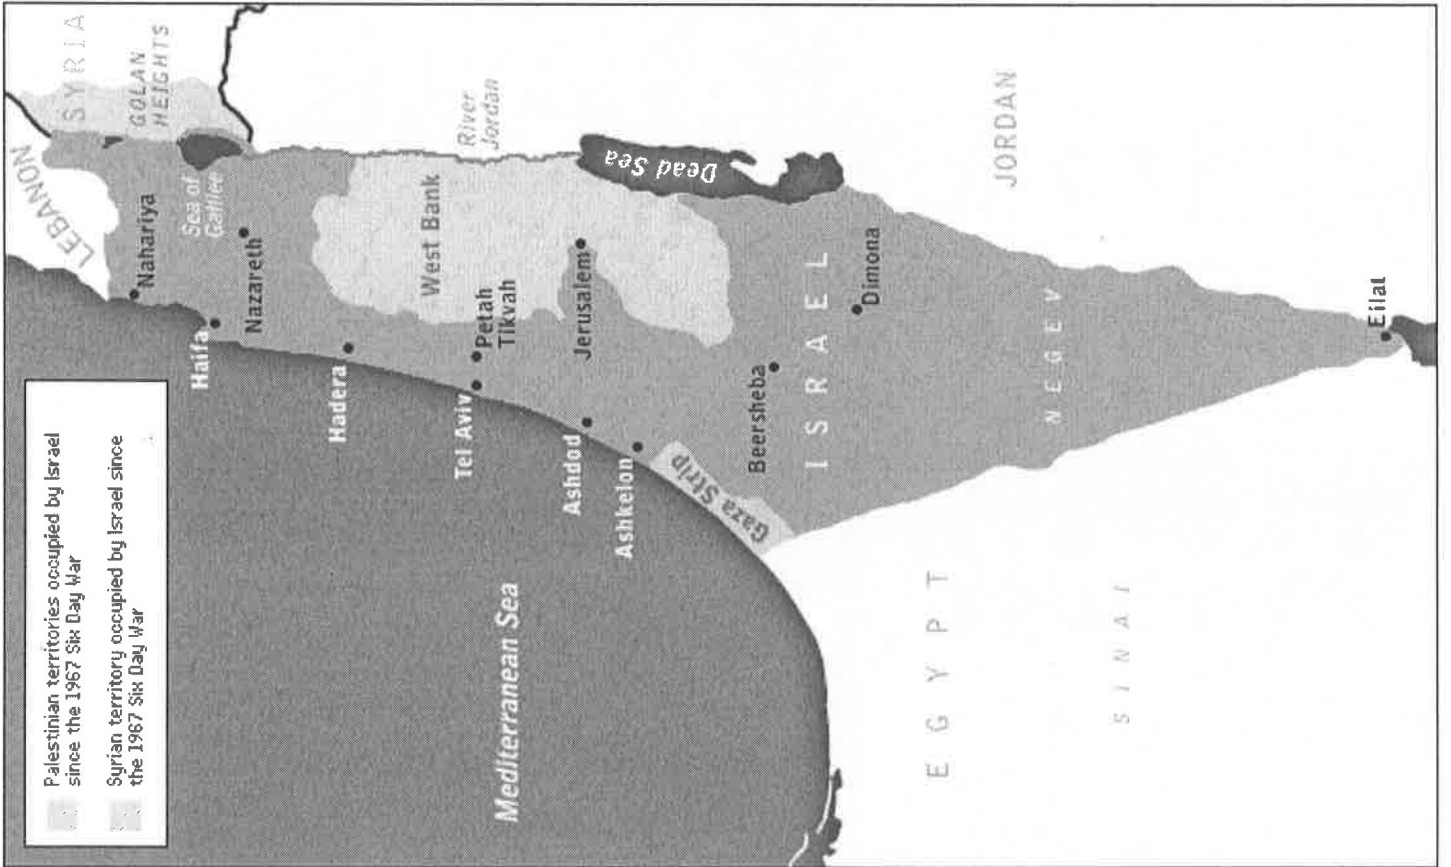 Palestinian territories occupied by Israel
since the 1967 Six Day War
Syrian territory occupied by Israel since
the 1967 Six Day War
LEBANON
SYRIA
GOLAN
HEIGHTS
Nahariya
Sea of
Galilee
Haifa
Nazareth
Hadera
West Bank
River
Jordan
Tel Aviv
Petah
Tikvah
Jerusalem
Ashdod
Ashkelon
Dead Sea
Gaza Strip
Mediterranean Sea
Beersheba
ISRAEL
Dimona
JORDAN
EGYPT
NEGEV
SINAI
Eilat